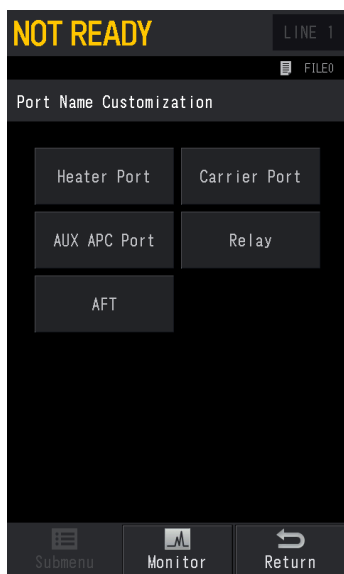 NOT READY
LINE 1
FILE0
Port Name Customization
Heater Port
Carrier Port
AUX APC Port
Relay
AFT
Submenu
Monitor
Return